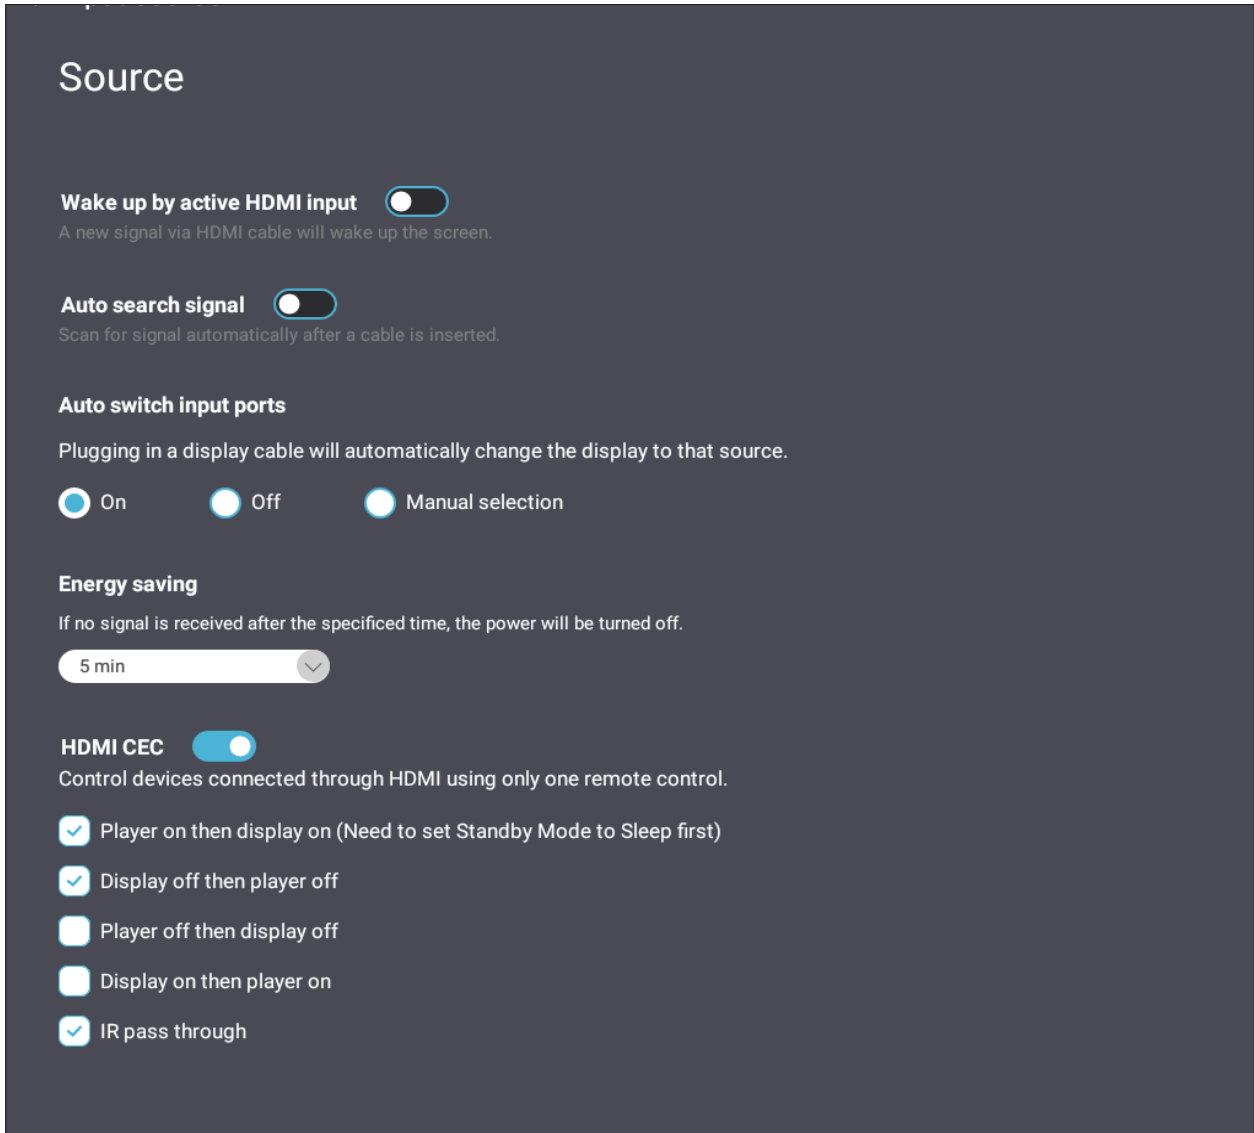 Source
Wake up by active HDMI input
A new signal via HDMI cable will wake up the screen.
Auto search signal
Scan for signal automatically after a cable is inserted.
Auto switch input ports
Plugging in a display cable will automatically change the display to that source.
On Off Manual selection
Energy saving
If no signal is received after the specificed time, the power will be turned off.
5 min
HDMI CEC
Control devices connected through HDMI using only one remote control.
Player on then display on (Need to set Standby Mode to Sleep first)
Display off then player off
Player off then display off
Display on then player on
IR pass through